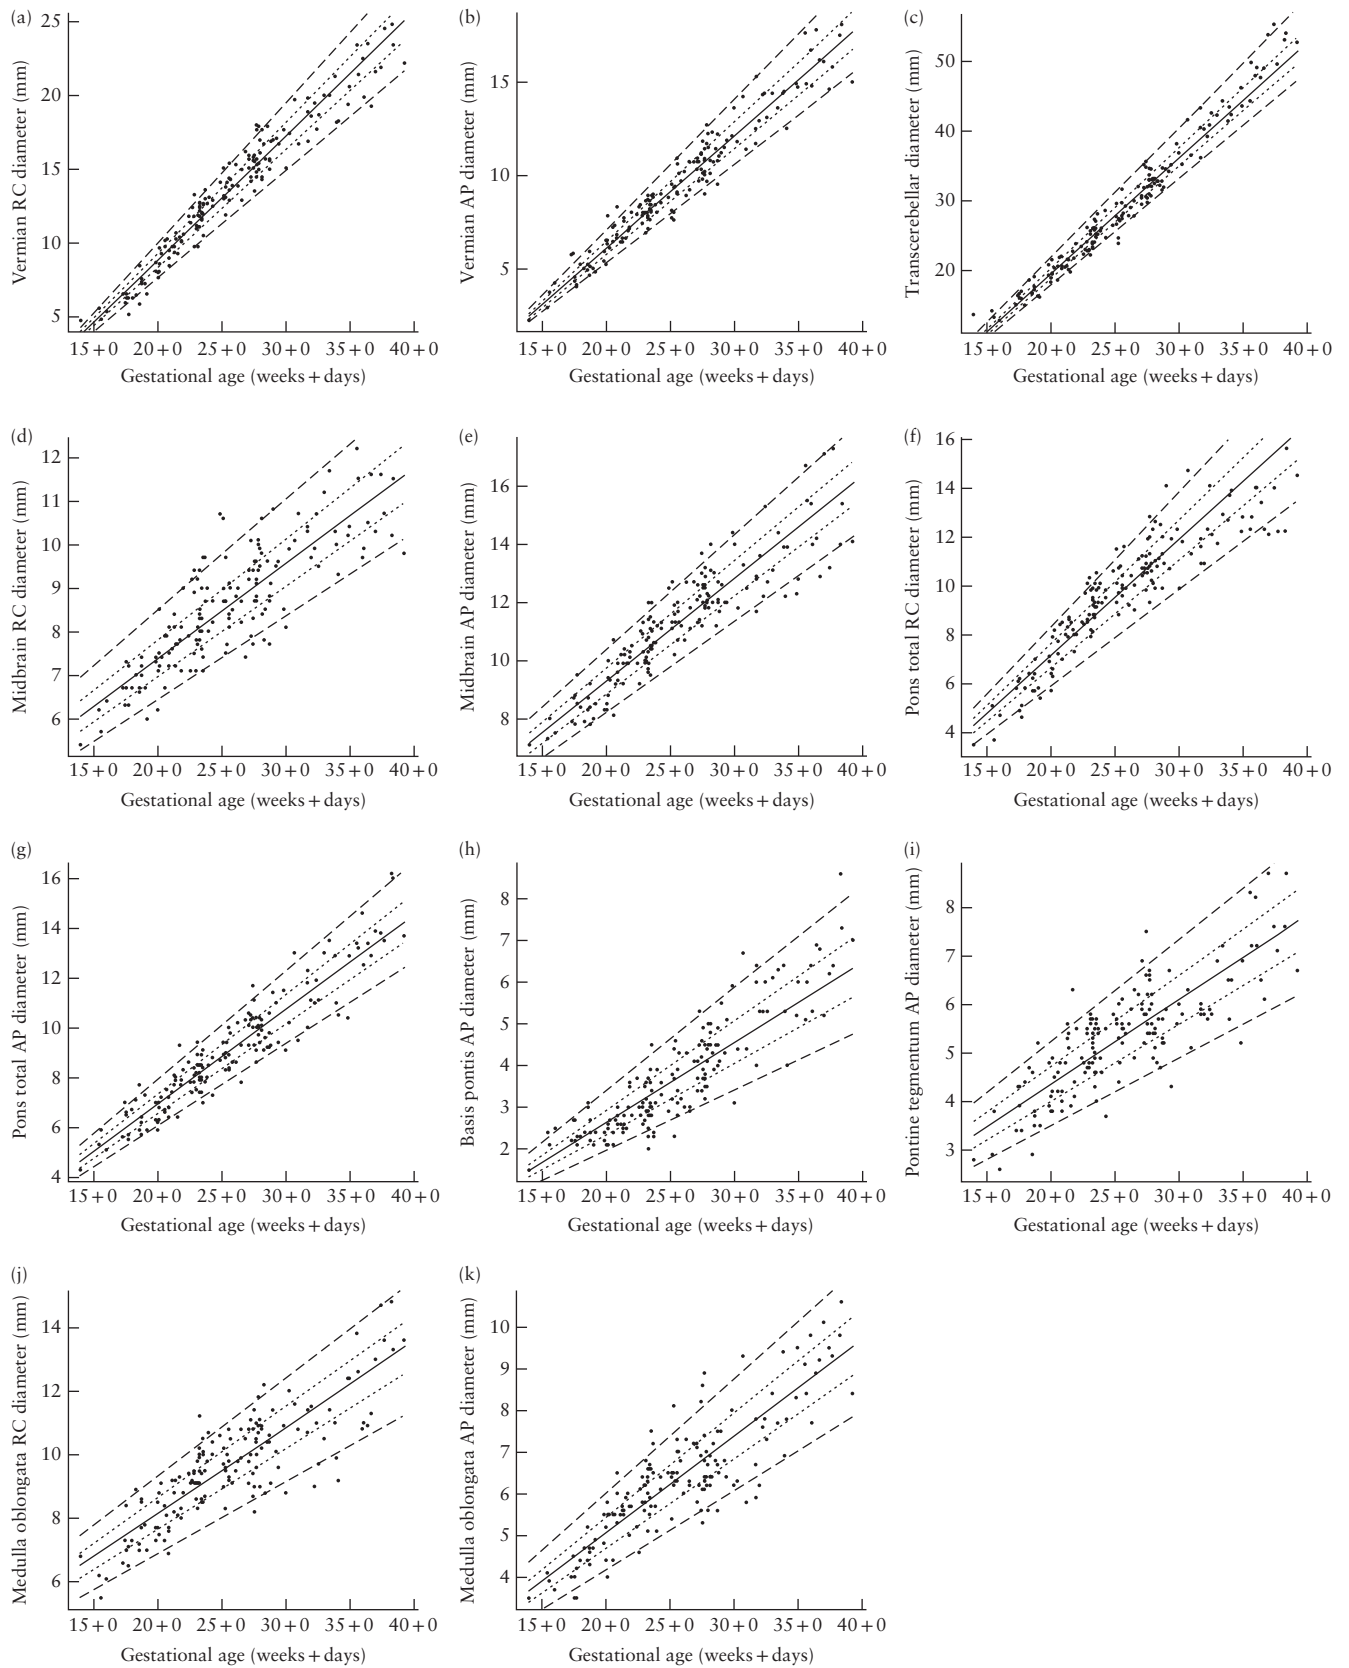 (a)
25
20
15
10
5
Vermian RC diameter (mm)
15+0 20+0 25+0 30+0 35+0 40+0
Gestational age (weeks+days)
(b)
15
10
5
Vermian AP diameter (mm)
15+0 20+0 25+0 30+0 35+0 40+0
Gestational age (weeks+days)
(c)
50
40
30
20
Transcerebellar diameter (mm)
15+0 20+0 25+0 30+0 35+0 40+0
Gestational age (weeks+days)
(d)
12
11
10
9
8
7
6
Midbrain RC diameter (mm)
15+0 20+0 25+0 30+0 35+0 40+0
Gestational age (weeks+days)
(e)
16
14
12
10
8
Midbrain AP diameter (mm)
15+0 20+0 25+0 30+0 35+0 40+0
Gestational age (weeks+days)
(f)
16
14
12
10
8
6
4
Pons total RC diameter (mm)
15+0 20+0 25+0 30+0 35+0 40+0
Gestational age (weeks+days)
(g)
16
14
12
10
8
6
4
Pons total AP diameter (mm)
15+0 20+0 25+0 30+0 35+0 40+0
Gestational age (weeks+days)
(h)
8
7
6
5
4
3
2
Basis pontis AP diameter (mm)
15+0 20+0 25+0 30+0 35+0 40+0
Gestational age (weeks+days)
(i)
8
7
6
5
4
3
Pontine tegmentum AP diameter (mm)
15+0 20+0 25+0 30+0 35+0 40+0
Gestational age (weeks+days)
(j)
14
12
10
8
6
Medulla oblongata RC diameter (mm)
15+0 20+0 25+0 30+0 35+0 40+0
Gestational age (weeks+days)
(k)
10
9
8
7
6
5
4
Medulla oblongata AP diameter (mm)
15+0 20+0 25+0 30+0 35+0 40+0
Gestational age (weeks+days)